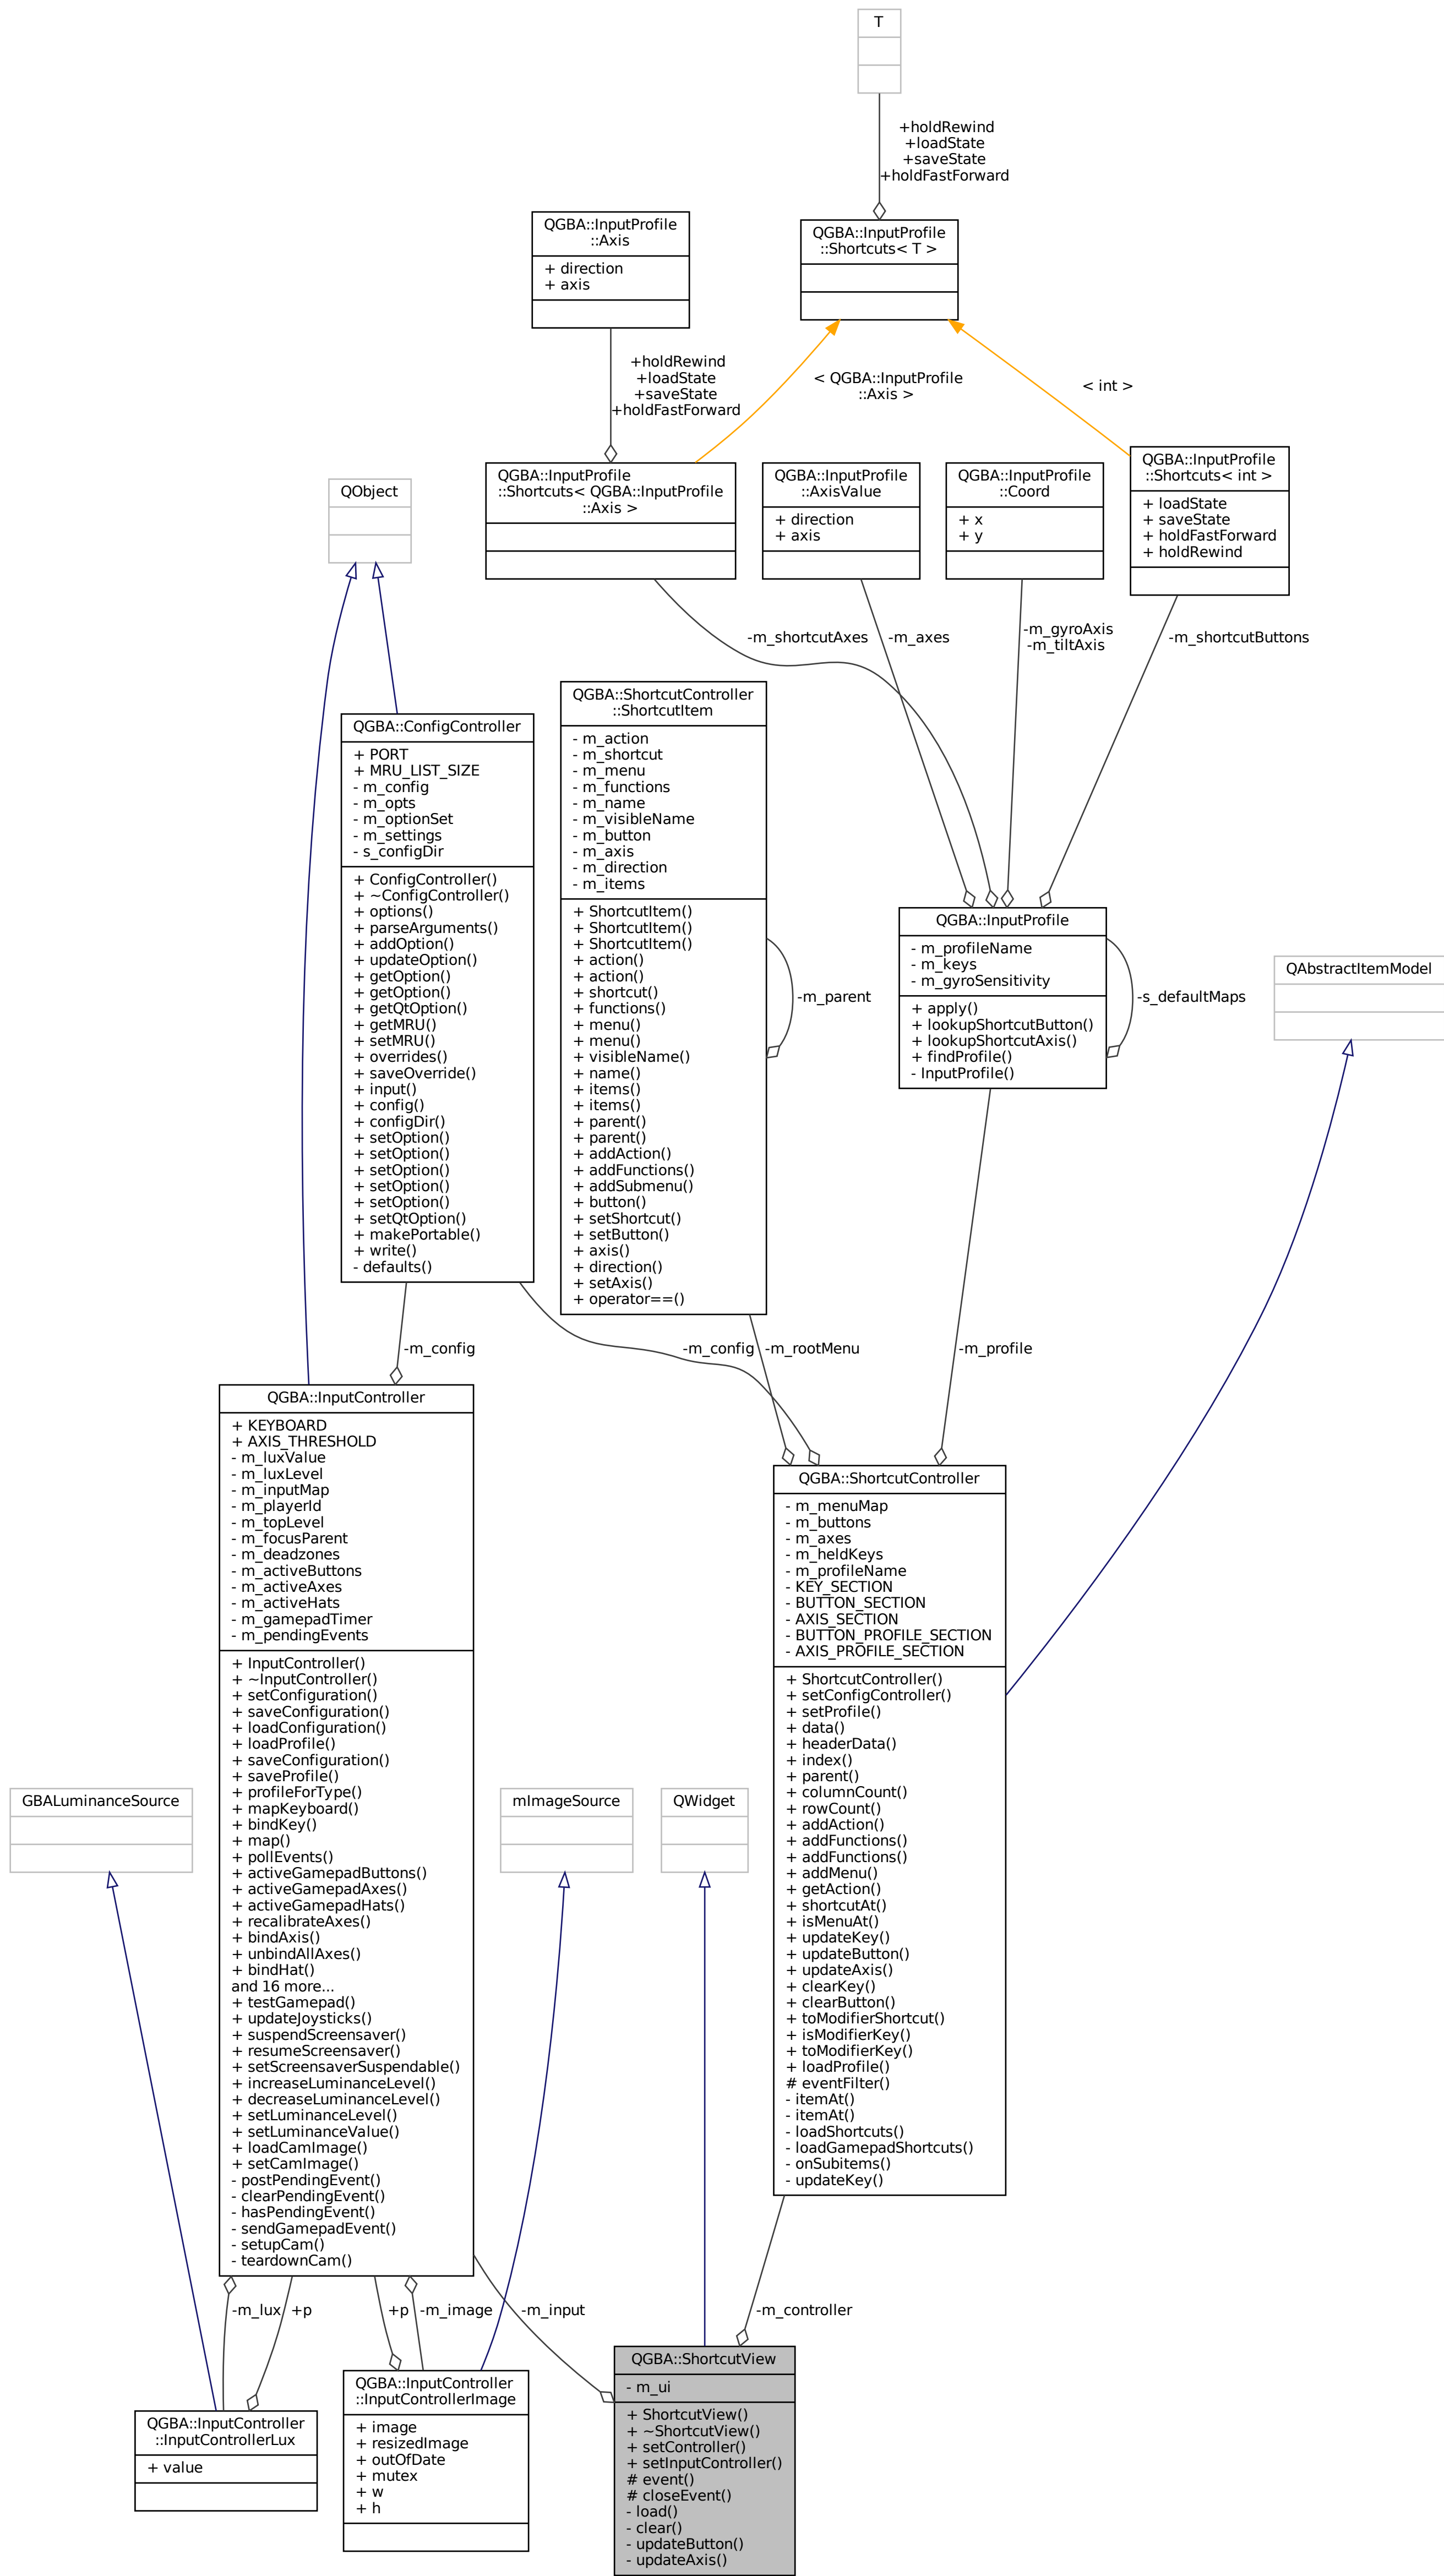 T
+holdRewind
+loadState
+saveState
+holdFastForward
QGBA::InputProfile
::Axis
+ direction
+ axis
QGBA::InputProfile
::Shortcuts< T >
+holdRewind
+loadState
+saveState
+holdFastForward
< QGBA::InputProfile
::Axis >
< int >
QObject
QGBA::InputProfile
::Shortcuts< QGBA::InputProfile
::Axis >
QGBA::InputProfile
::AxisValue
+ direction
+ axis
QGBA::InputProfile
::Coord
+ x
+ y
QGBA::InputProfile
::Shortcuts< int >
+ loadState
+ saveState
+ holdFastForward
+ holdRewind
-m_shortcutAxes
-m_axes
-m_gyroAxis
-m_tiltAxis
-m_shortcutButtons
QGBA::ConfigController
+ PORT
+ MRU_LIST_SIZE
- m_config
- m_opts
- m_optionSet
- m_settings
- s_configDir
+ ConfigController()
+ ~ConfigController()
+ options()
+ parseArguments()
+ addOption()
+ updateOption()
+ getOption()
+ getOption()
+ getQtOption()
+ getMRU()
+ setMRU()
+ overrides()
+ saveOverride()
+ input()
+ config()
+ configDir()
+ setOption()
+ setOption()
+ setOption()
+ setOption()
+ setOption()
+ setQtOption()
+ makePortable()
+ write()
- defaults()
QGBA::ShortcutController
::ShortcutItem
- m_action
- m_shortcut
- m_menu
- m_functions
- m_name
- m_visibleName
- m_button
- m_axis
- m_direction
- m_items
+ ShortcutItem()
+ ShortcutItem()
+ ShortcutItem()
+ action()
+ action()
+ shortcut()
+ functions()
+ menu()
+ menu()
+ visibleName()
+ name()
+ items()
+ items()
+ parent()
+ parent()
+ addAction()
+ addFunctions()
+ addSubmenu()
+ button()
+ setShortcut()
+ setButton()
+ axis()
+ direction()
+ setAxis()
+ operator==()
-m_parent
QGBA::InputProfile
- m_profileName
- m_keys
- m_gyroSensitivity
+ apply()
+ lookupShortcutButton()
+ lookupShortcutAxis()
+ findProfile()
- InputProfile()
-s_defaultMaps
QAbstractItemModel
-m_config
-m_config
-m_rootMenu
-m_profile
QGBA::InputController
+ KEYBOARD
+ AXIS_THRESHOLD
- m_luxValue
- m_luxLevel
- m_inputMap
- m_playerId
- m_topLevel
- m_focusParent
- m_deadzones
- m_activeButtons
- m_activeAxes
- m_activeHats
- m_gamepadTimer
- m_pendingEvents
+ InputController()
+ ~InputController()
+ setConfiguration()
+ saveConfiguration()
+ loadConfiguration()
+ loadProfile()
+ saveConfiguration()
+ saveProfile()
+ profileForType()
+ mapKeyboard()
+ bindKey()
+ map()
+ pollEvents()
+ activeGamepadButtons()
+ activeGamepadAxes()
+ activeGamepadHats()
+ recalibrateAxes()
+ bindAxis()
+ unbindAllAxes()
+ bindHat()
and 16 more...
+ testGamepad()
+ updateJoysticks()
+ suspendScreensaver()
+ resumeScreensaver()
+ setScreensaverSuspendable()
+ increaseLuminanceLevel()
+ decreaseLuminanceLevel()
+ setLuminanceLevel()
+ setLuminanceValue()
+ loadCamImage()
+ setCamImage()
- postPendingEvent()
- clearPendingEvent()
- hasPendingEvent()
- sendGamepadEvent()
- setupCam()
- teardownCam()
QGBA::ShortcutController
- m_menuMap
- m_buttons
- m_axes
- m_heldKeys
- m_profileName
- KEY_SECTION
- BUTTON_SECTION
- AXIS_SECTION
- BUTTON_PROFILE_SECTION
- AXIS_PROFILE_SECTION
+ ShortcutController()
+ setConfigController()
+ setProfile()
+ data()
+ headerData()
+ index()
+ parent()
+ columnCount()
+ rowCount()
+ addAction()
+ addFunctions()
+ addFunctions()
+ addMenu()
+ getAction()
+ shortcutAt()
+ isMenuAt()
+ updateKey()
+ updateButton()
+ updateAxis()
+ clearKey()
+ clearButton()
+ toModifierShortcut()
+ isModifierKey()
+ toModifierKey()
+ loadProfile()
# eventFilter()
- itemAt()
- itemAt()
- loadShortcuts()
- loadGamepadShortcuts()
- onSubitems()
- updateKey()
GBALuminanceSource
mImageSource
QWidget
-m_lux
+p
+p
-m_image
-m_input
-m_controller
QGBA::InputController
::InputControllerLux
+ value
QGBA::InputController
::InputControllerImage
+ image
+ resizedImage
+ outOfDate
+ mutex
+ w
+ h
QGBA::ShortcutView
- m_ui
+ ShortcutView()
+ ~ShortcutView()
+ setController()
+ setInputController()
# event()
# closeEvent()
- load()
- clear()
- updateButton()
- updateAxis()